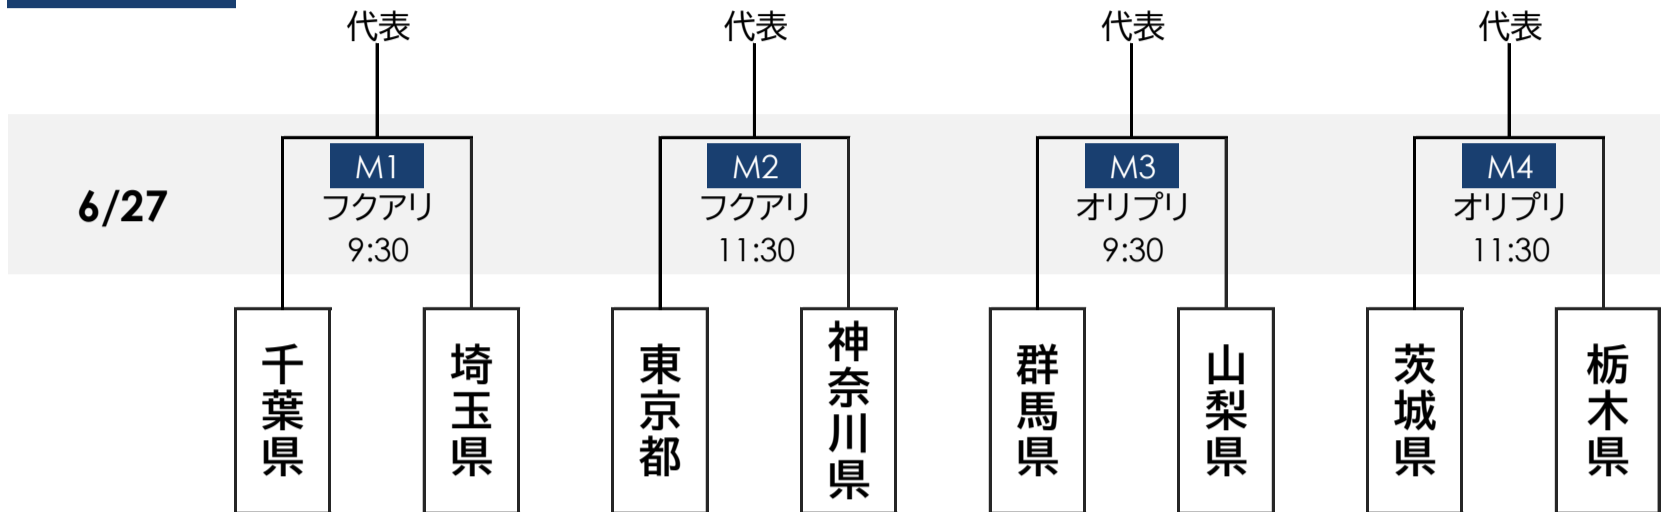 代表
代表
代表
代表
6/27
M1
フクアリ
9:30
M2
フクアリ
11:30
M3
オリプリ
9:30
M4
オリプリ
11:30
千葉県
埼玉県
東京都
神奈川県
群馬県
山梨県
茨城県
栃木県